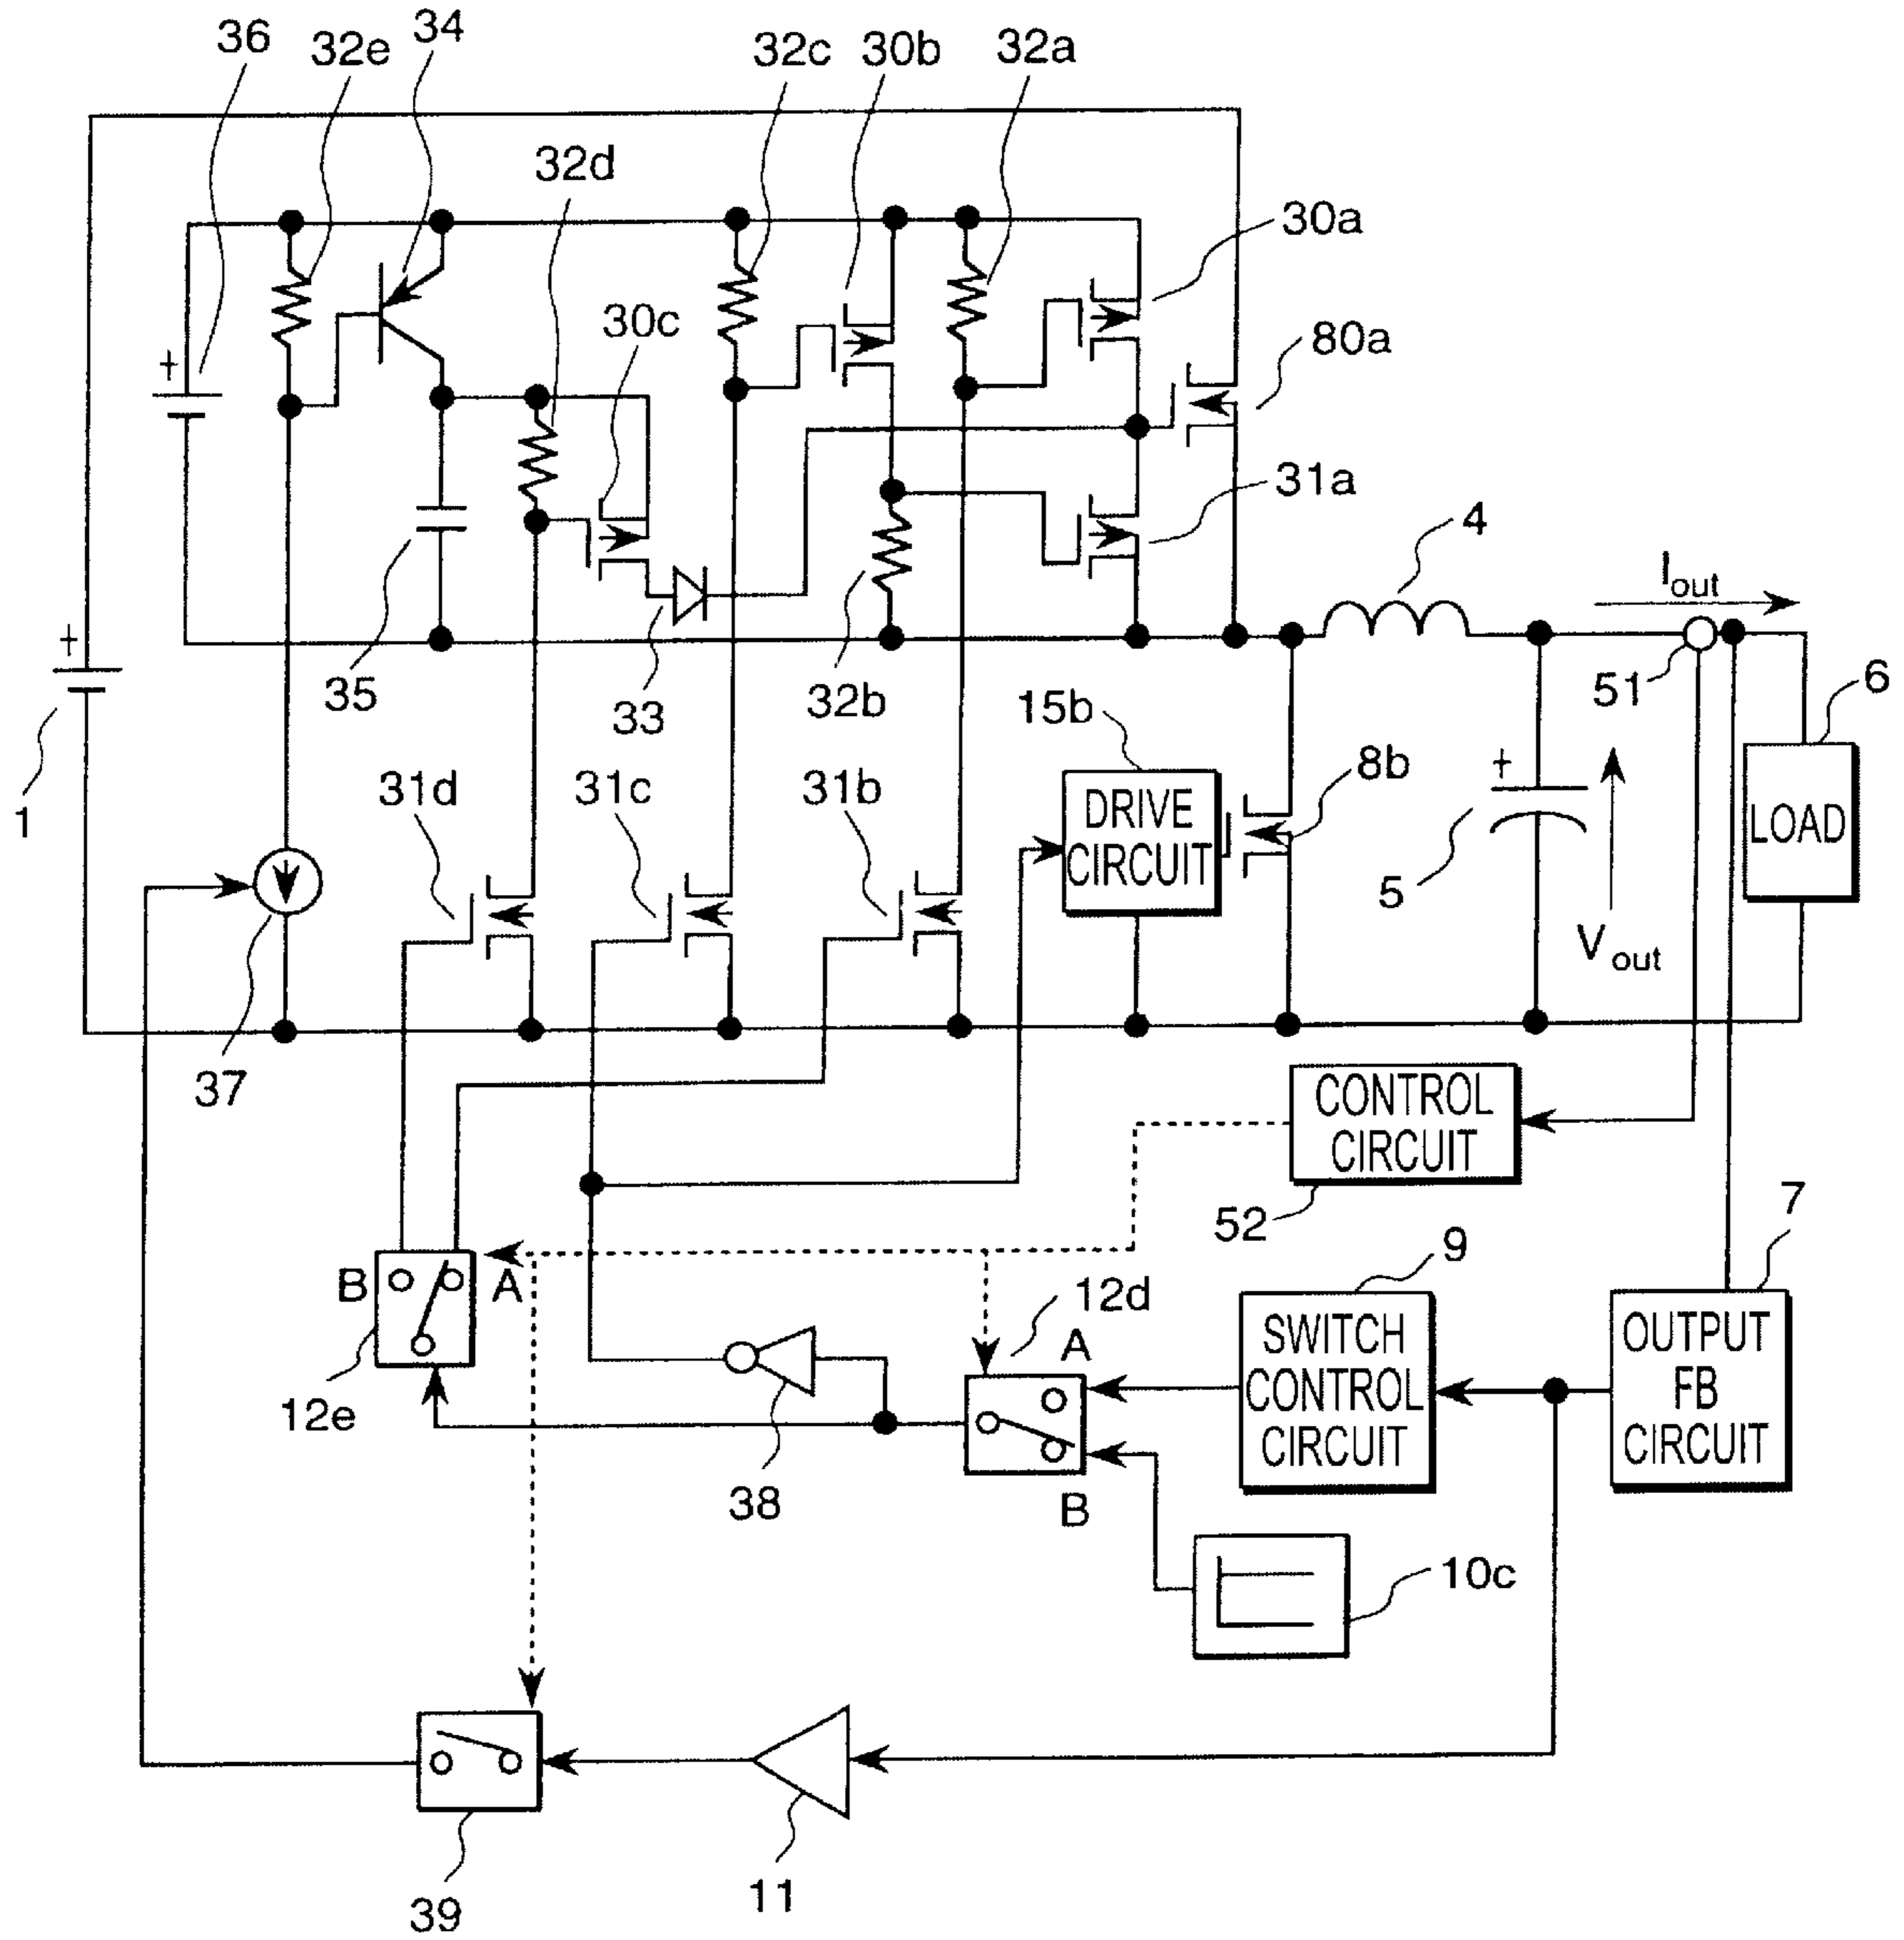 36
32e
34
32c
30b
32a
32d
30a
30c
80a
+
31a
4
Iout
+
35
33
32b
51
6
15b
8b
1
31d
31c
31b
DRIVE
CIRCUIT
+
LOAD
5
Vout
37
CONTROL
CIRCUIT
52
7
9
B
A
12d
12e
A
SWITCH
CONTROL
CIRCUIT
OUTPUT
FB
CIRCUIT
38
B
10c
39
11